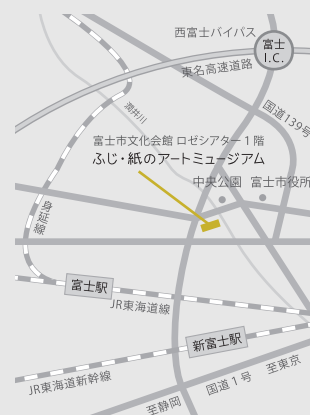 西富士バイパス
富士
I.C.
東名高速道路
国道139号
潤井川
富士市文化会館 ロゼシアター1階
ふじ・紙のアートミュージアム
中央公園
富士市役所
身延線
富士駅
JR東海道線
新富士駅
JR東海道新幹線
国道1号
至東京
至静岡